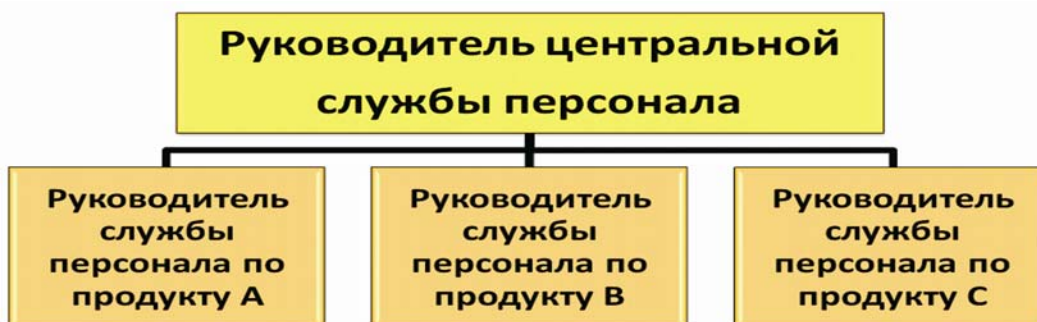 Руководитель центральной
службы персонала
Руководитель
службы
персонала по
продукту А
Руководитель
службы
персонала по
продукту В
Руководитель
службы
персонала по
продукту С